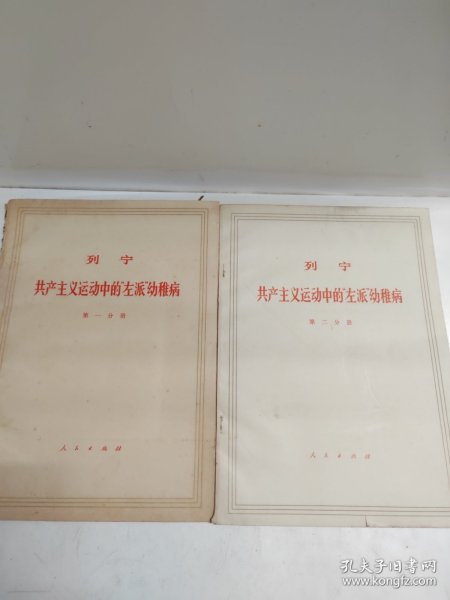 列宁
共产主义运动中的“左派”幼稚病
第一分册
人民出版社
列宁
共产主义运动中的“左派”幼稚病
第二分册
人民出版社
孔夫子旧书网
www.kongfz.com